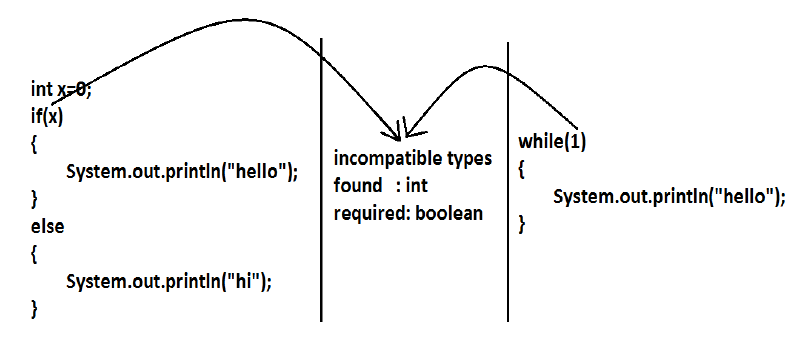 int x=0;
if(x)
{
System.out.println("hello");
}
else
{
System.out.println("hi");
}
incompatible types
found : int
required: boolean
while(1)
{
System.out.println("hello");
}